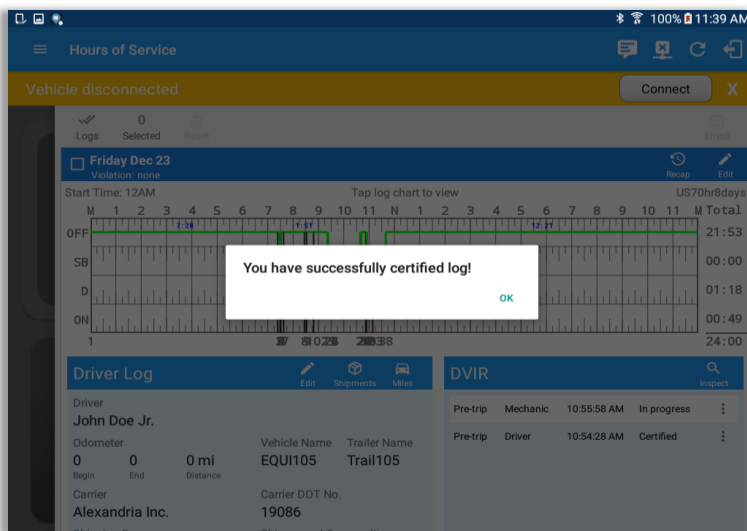 100% 11:39 AM
Hours of Service
Vehicle disconnected
Connect X
Logs
0
Selected
Reset
Email
Friday Dec 23
Violation: none
Recap
Edit
Start Time: 12AM
Tap log chart to view
US70hr8days
M 1 2 3 4 5 6 7 8 9 10 11 N 1 2 3 4 5 6 7 8 9 10 11 M Total
OFF 7:28 1:51 12:21 21:53
SB 00:00
D 01:18
ON 00:49
1 24:00
You have successfully certified log!
OK
Driver Log
Edit
Shipments
Miles
Driver
John Doe Jr.
Odometer
0 0 0 mi
Begin End Distance
Vehicle Name Trailer Name
EQUI105 Trail105
Carrier
Alexandria Inc.
Carrier DOT No.
19086
DVIR
Inspect
Pre-trip Mechanic 10:55:58 AM In progress
Pre-trip Driver 10:54:28 AM Certified